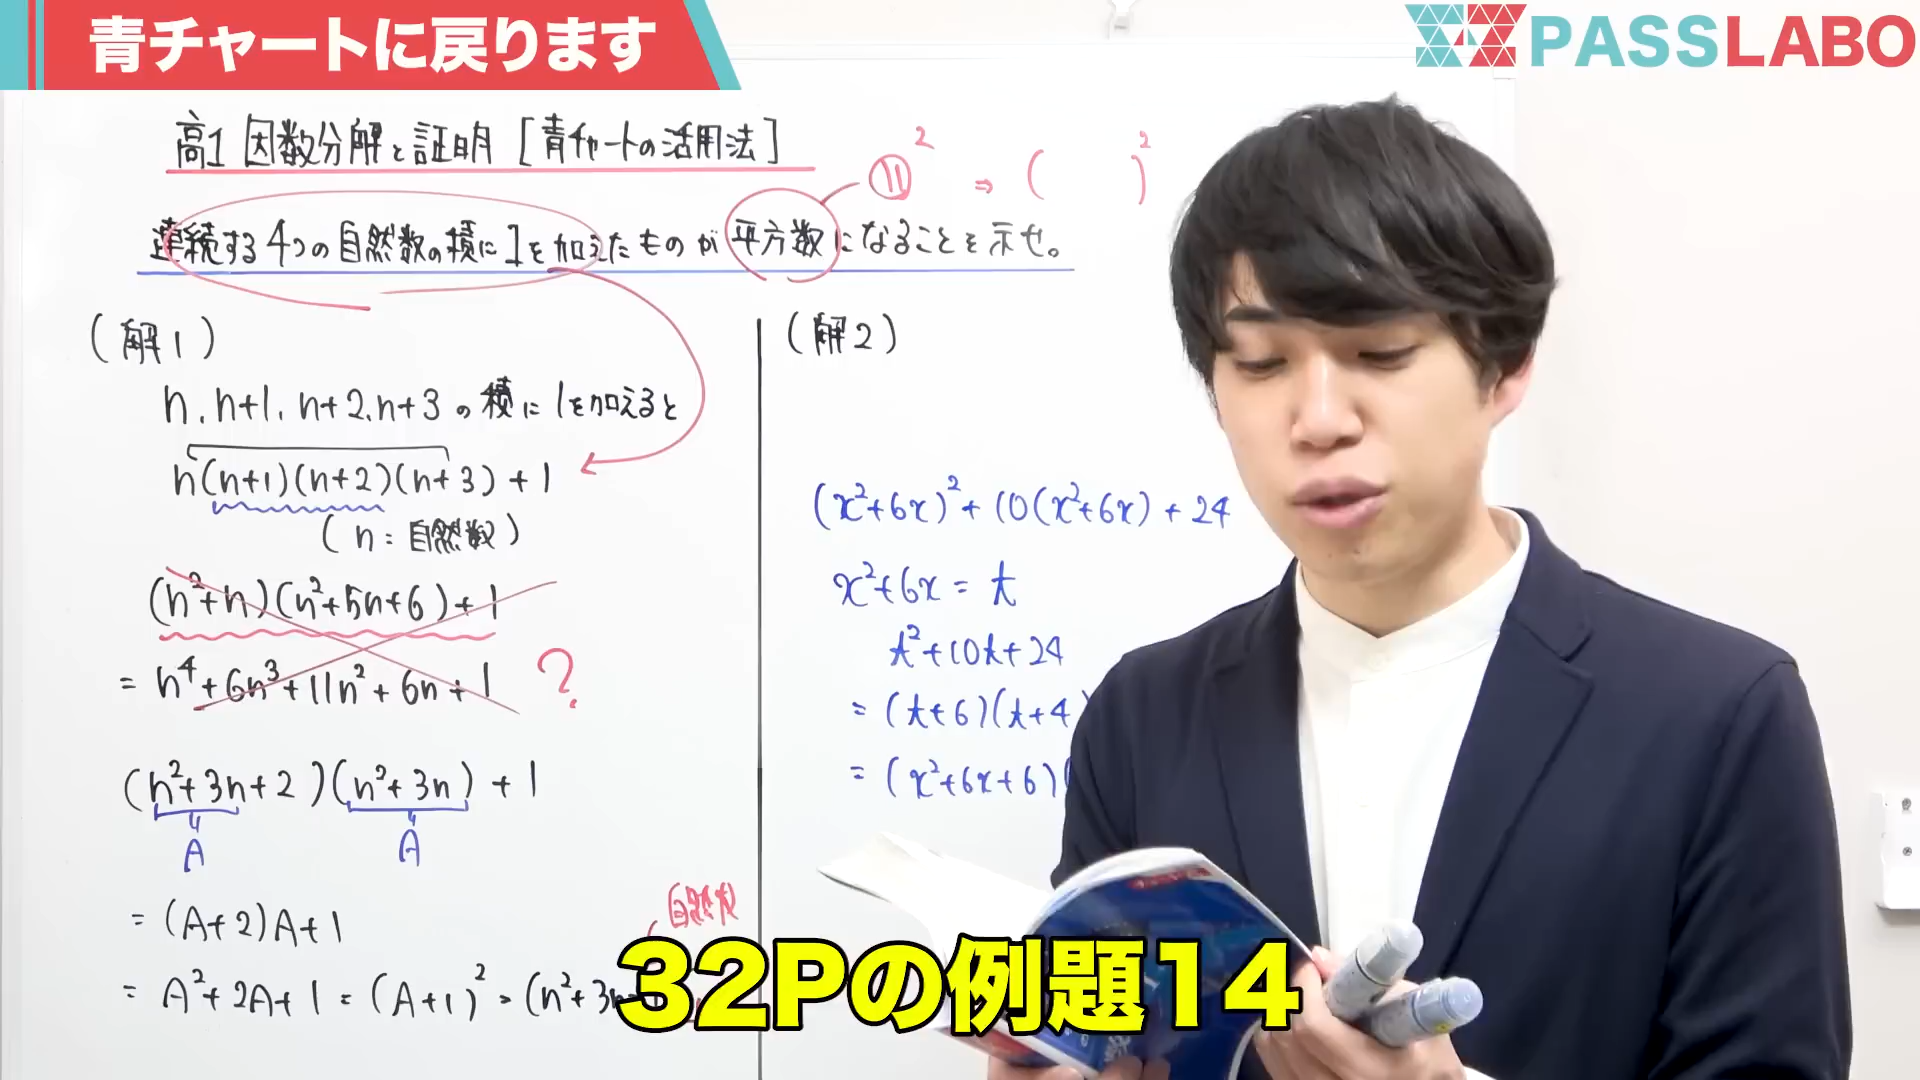 青チャートに戻ります
PASSLABO
高1 因数分解と証明 [青チャートの活用法]
⑪² ⇒ ( )²
連続する4つの自然数の積に1を加えたものが平方数になることを示せ。
(解1)
n, n+1, n+2, n+3 の積に1を加えると
n(n+1)(n+2)(n+3)+1
(n:自然数)
(n²+n)(n²+5n+6)+1
= n⁴+6n³+11n²+6n+1 ?
(n²+3n+2)(n²+3n)+1
A A
= (A+2)A+1
自然数
= A²+2A+1 = (A+1)² = (n²+3n
(解2)
(x²+6x)²+10(x²+6x)+24
x²+6x=t
t²+10t+24
= (t+6)(t+4)
= (x²+6x+6)(
32Pの例題14